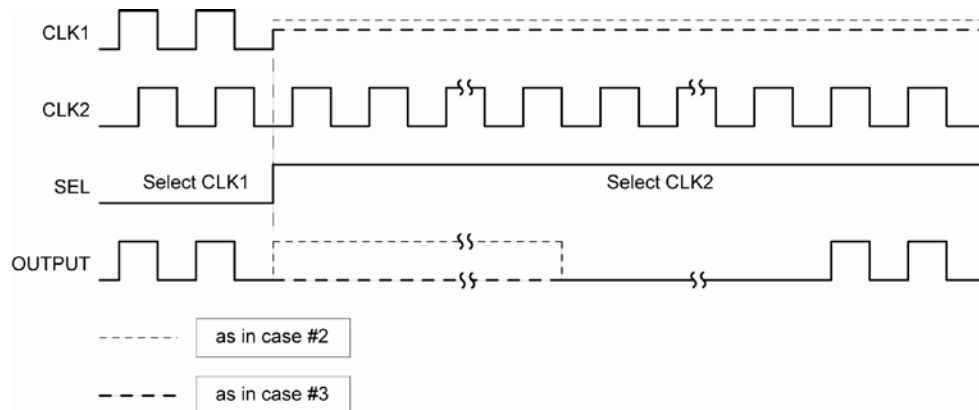 CLK1
CLK2
SEL
Select CLK1
Select CLK2
OUTPUT
as in case #2
as in case #3